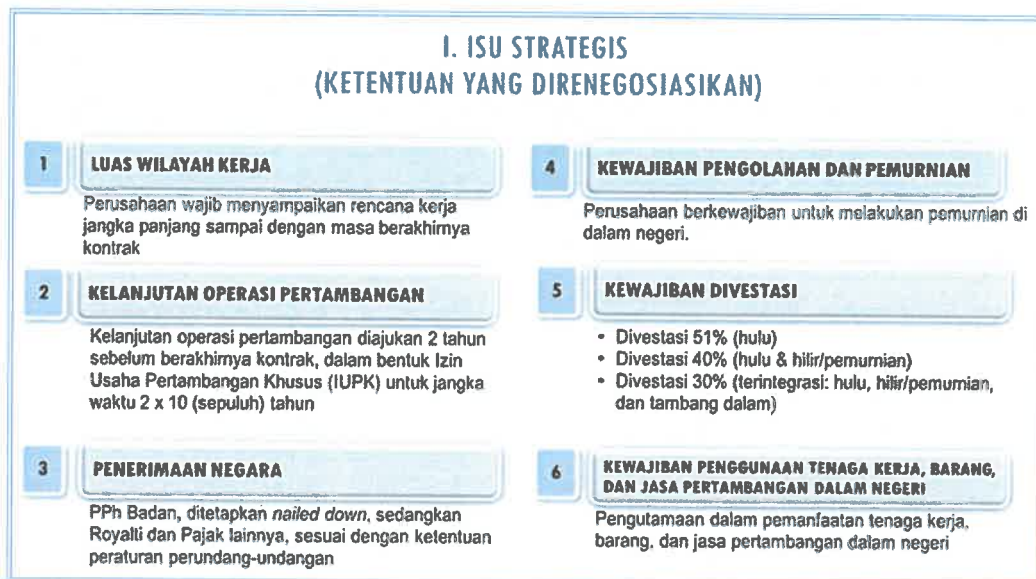 I. ISU STRATEGIS
(KETENTUAN YANG DIRENEGOSIASIKAN)
1
LUAS WILAYAH KERJA
Perusahaan wajib menyampaikan rencana kerja
jangka panjang sampai dengan masa berakhirnya
kontrak
2
KELANJUTAN OPERASI PERTAMBANGAN
Kelanjutan operasi pertambangan diajukan 2 tahun
sebelum berakhirnya kontrak, dalam bentuk Izin
Usaha Pertambangan Khusus (IUPK) untuk jangka
waktu 2 x 10 (sepuluh) tahun
3
PENERIMAAN NEGARA
PPh Badan, ditetapkan nailed down, sedangkan
Royalti dan Pajak lainnya, sesuai dengan ketentuan
peraturan perundang-undangan
4
KEWAJIBAN PENGOLAHAN DAN PEMURNIAN
Perusahaan berkewajiban untuk melakukan pemurnian di
dalam negeri.
5
KEWAJIBAN DIVESTASI
• Divestasi 51% (hulu)
• Divestasi 40% (hulu & hilir/pemurnian)
• Divestasi 30% (terintegrasi: hulu, hilir/pemurnian,
dan tambang dalam)
6
KEWAJIBAN PENGGUNAAN TENAGA KERJA, BARANG,
DAN JASA PERTAMBANGAN DALAM NEGERI
Pengutamaan dalam pemanfaatan tenaga kerja,
barang, dan jasa pertambangan dalam negeri